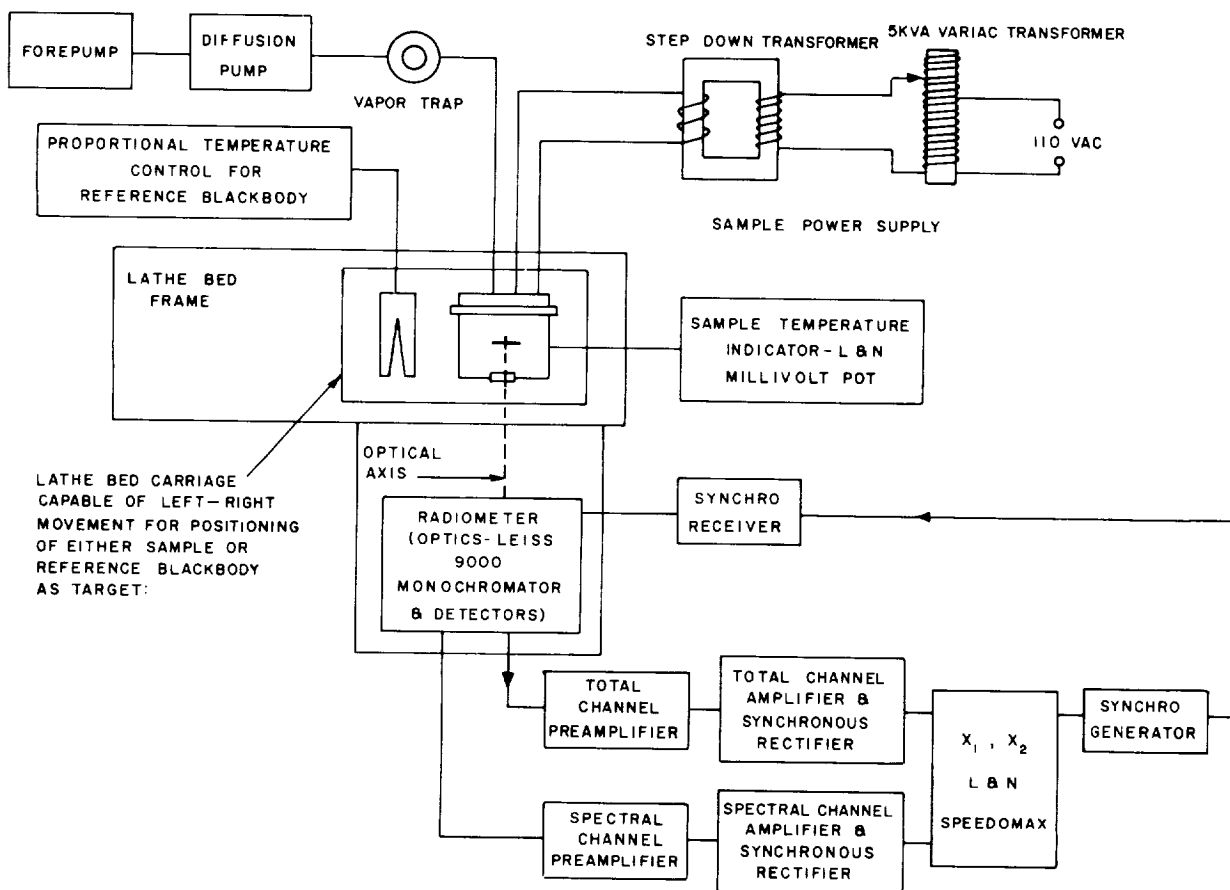 FOREPUMP
DIFFUSION
PUMP
VAPOR TRAP
STEP DOWN TRANSFORMER
5KVA VARIAC TRANSFORMER
110 VAC
SAMPLE POWER SUPPLY
PROPORTIONAL TEMPERATURE
CONTROL FOR
REFERENCE BLACKBODY
LATHE BED
FRAME
SAMPLE TEMPERATURE
INDICATOR-L&N
MILLIVOLT POT
LATHE BED CARRIAGE
CAPABLE OF LEFT-RIGHT
MOVEMENT FOR POSITIONING
OF EITHER SAMPLE OR
REFERENCE BLACKBODY
AS TARGET:
OPTICAL
AXIS
RADIOMETER
(OPTICS-LEISS
9000
MONOCHROMATOR
& DETECTORS)
SYNCHRO
RECEIVER
TOTAL
CHANNEL
PREAMPLIFIER
TOTAL CHANNEL
AMPLIFIER &
SYNCHRONOUS
RECTIFIER
X₁ , X₂
L & N
SPEEDOMAX
SYNCHRO
GENERATOR
SPECTRAL
CHANNEL
PREAMPLIFIER
SPECTRAL CHANNEL
AMPLIFIER &
SYNCHRONOUS
RECTIFIER